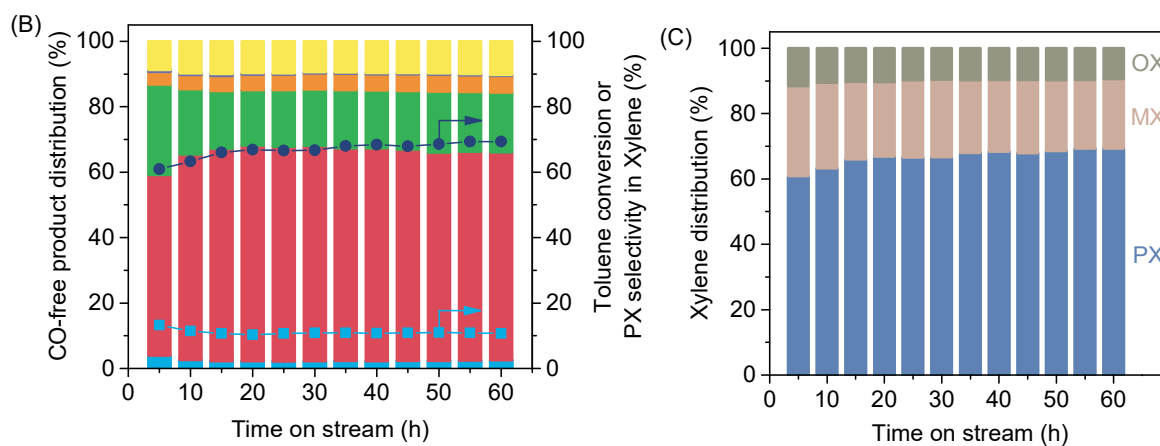 (B)
CO-free product distribution (%)
100
80
60
40
20
0
0 10 20 30 40 50 60
Time on stream (h)
100
80
60
40
20
0
Toluene conversion or
PX selectivity in Xylene (%)
(C)
Xylene distribution (%)
100
80
60
40
20
0
0 10 20 30 40 50 60
Time on stream (h)
OX
MX
PX